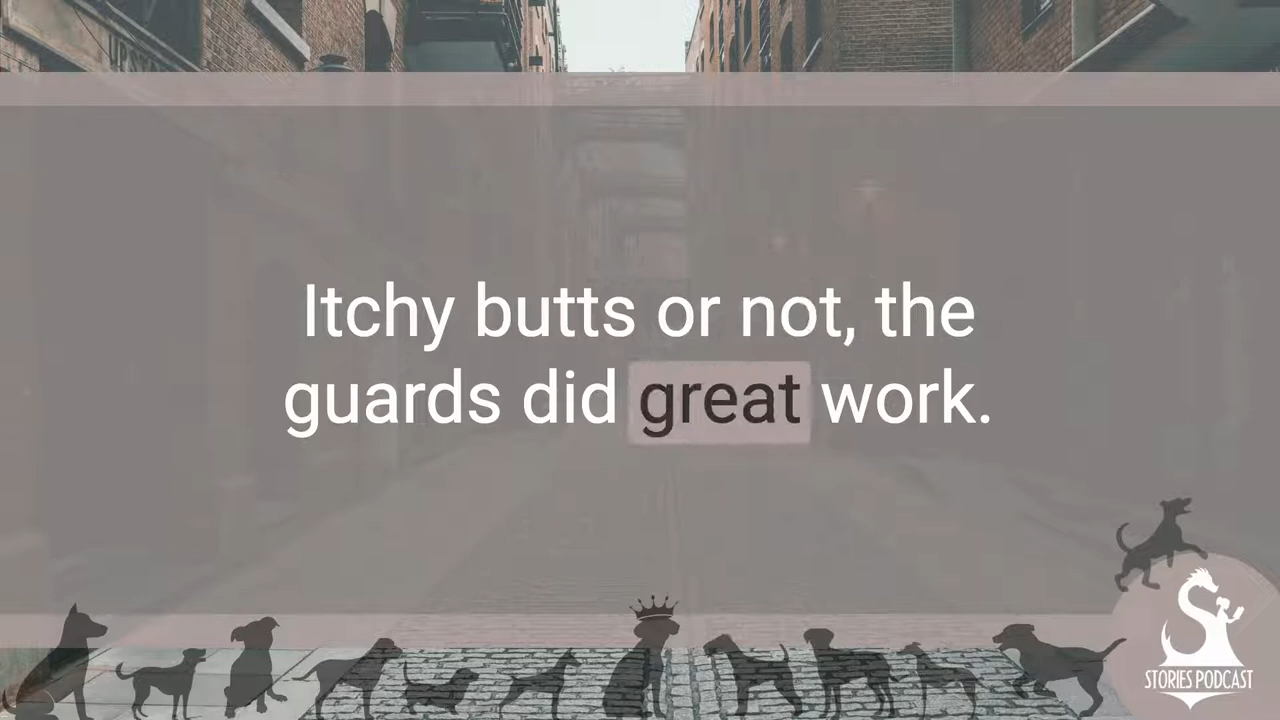 Itchy butts or not, the
guards did great work.
STORIES PODCAST